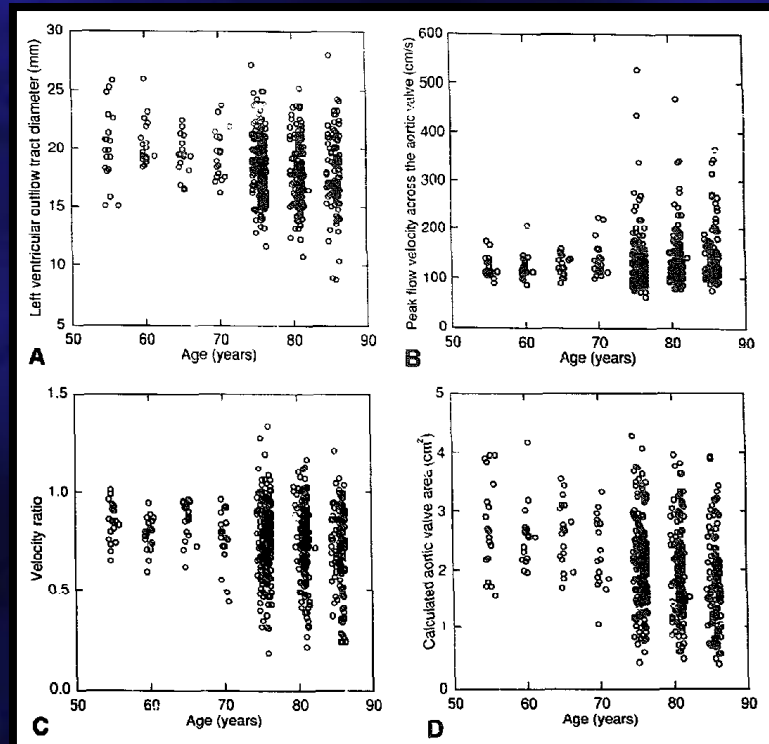 Left ventricular outflow tract diameter (mm)
30
25
20
15
10
5
50 60 70 80 90
Age (years)
A
Peak flow velocity across the aortic valve (cm/s)
600
500
400
300
200
100
0
50 60 70 80 90
Age (years)
B
Velocity ratio
1.5
1.0
0.5
0.0
50 60 70 80 90
Age (years)
C
Calculated aortic valve area (cm²)
5
4
3
2
1
0
50 60 70 80 90
Age (years)
D